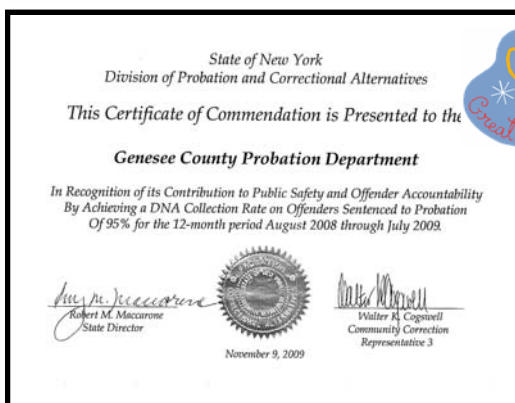 State of New York
Division of Probation and Correctional Alternatives
This Certificate of Commendation is Presented to the
Genesee County Probation Department
In Recognition of its Contribution to Public Safety and Offender Accountability
By Achieving a DNA Collection Rate on Offenders Sentenced to Probation
Of 95% for the 12-month period August 2008 through July 2009.
Robert M. Maccarone
State Director
Walter K. Cogswell
Community Correction
Representative 3
November 9, 2009
Great